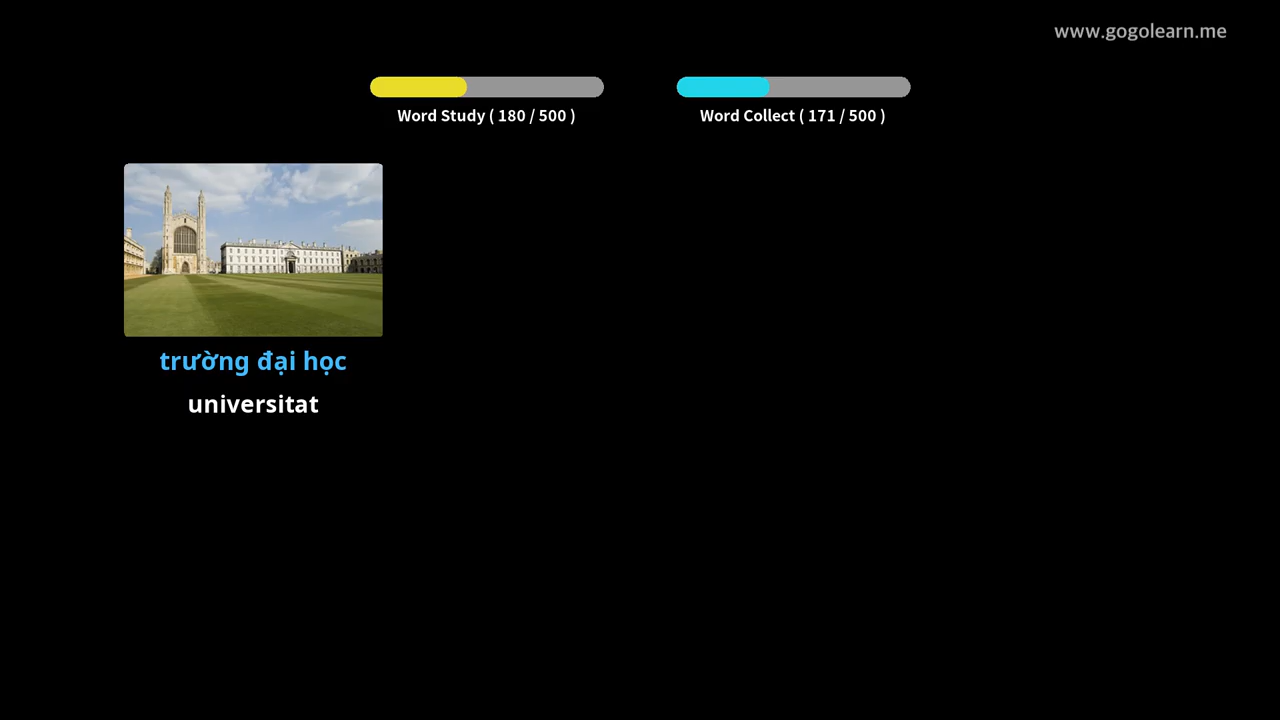 www.gogolearn.me
Word Study ( 180 / 500 )
Word Collect ( 171 / 500 )
trường đại học
universitat